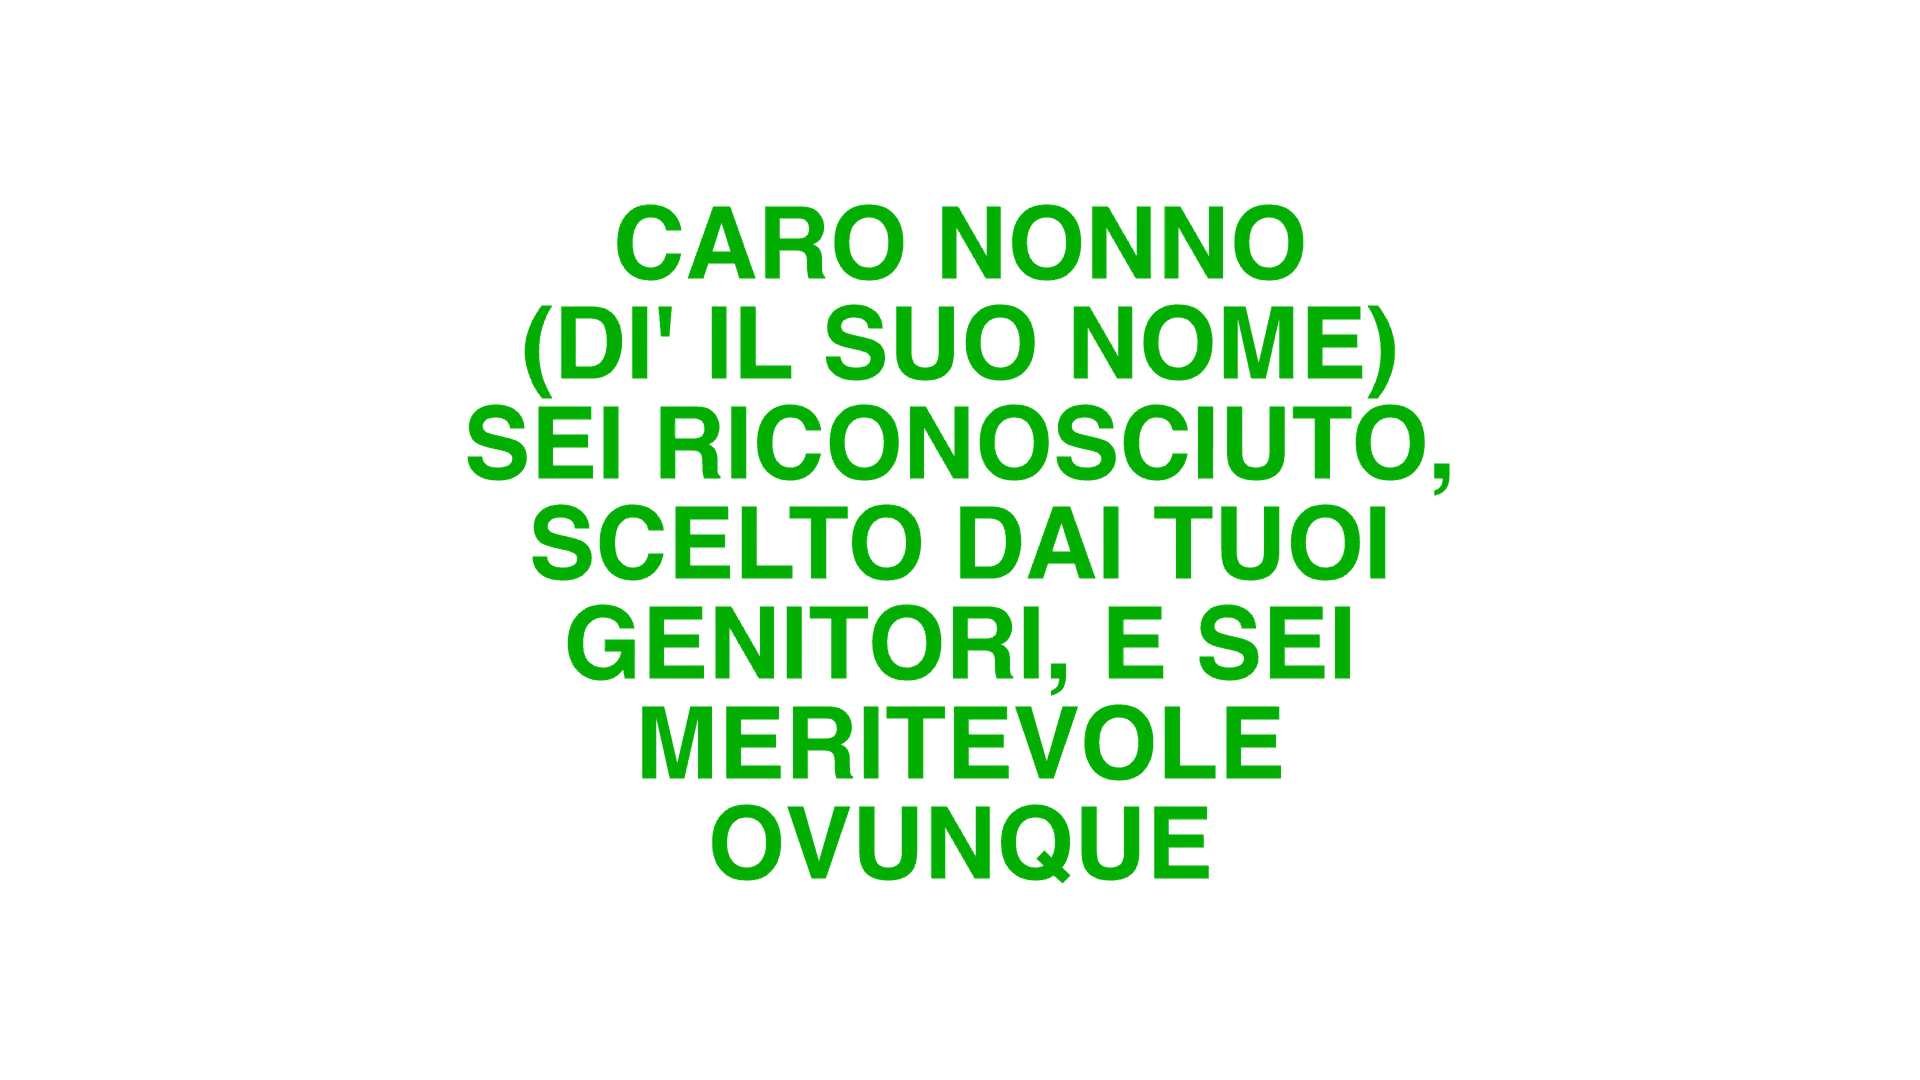 CARO NONNO
(DI' IL SUO NOME)
SEI RICONOSCIUTO,
SCELTO DAI TUOI
GENITORI, E SEI
MERITEVOLE
OVUNQUE